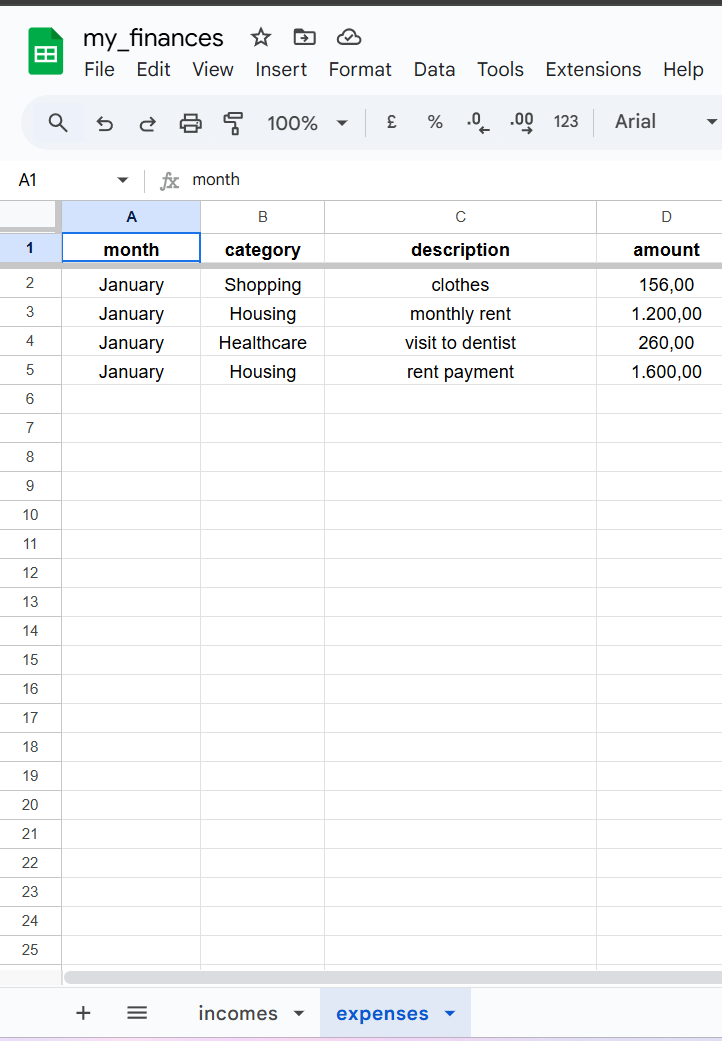 my_finances
File Edit View Insert Format Data Tools Extensions Help
100% £ % .0 .00 123 Arial
A1 fx month
A B C D
1 month category description amount
2 January Shopping clothes 156,00
3 January Housing monthly rent 1.200,00
4 January Healthcare visit to dentist 260,00
5 January Housing rent payment 1.600,00
6
7
8
9
10
11
12
13
14
15
16
17
18
19
20
21
22
23
24
25
+ incomes expenses